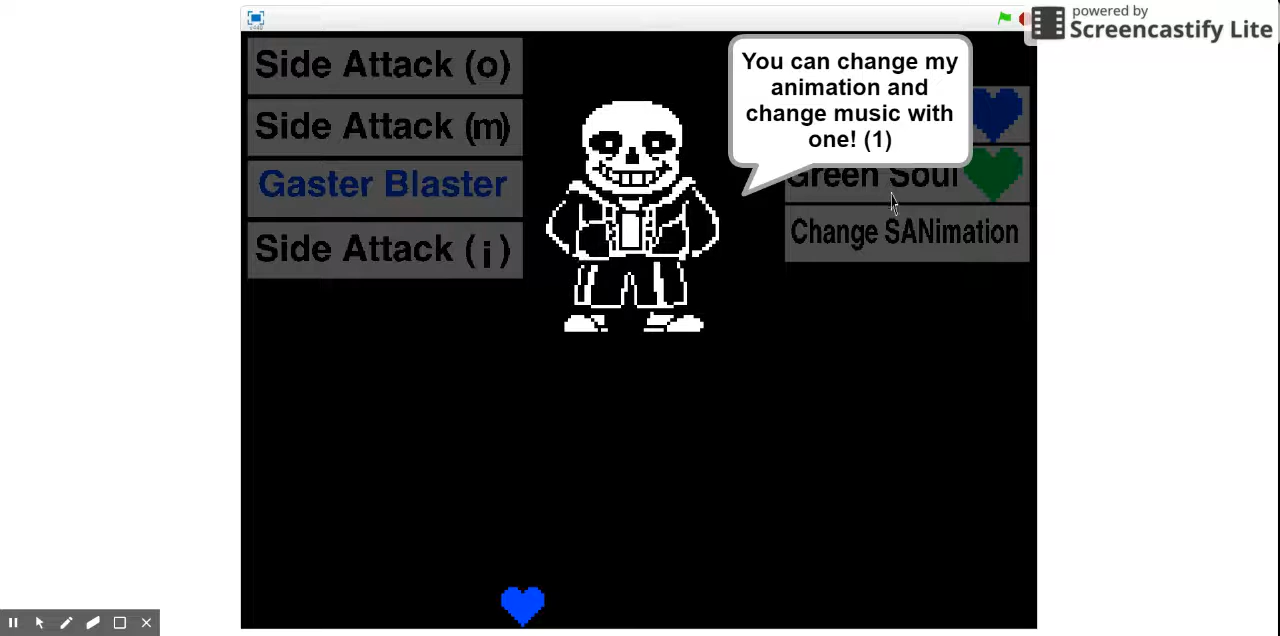 powered by
Screencastify Lite
Side Attack (o)
Side Attack (m)
Gaster Blaster
Side Attack (i)
You can change my
animation and
change music with
one! (1)
Green Soul
Change SANimation